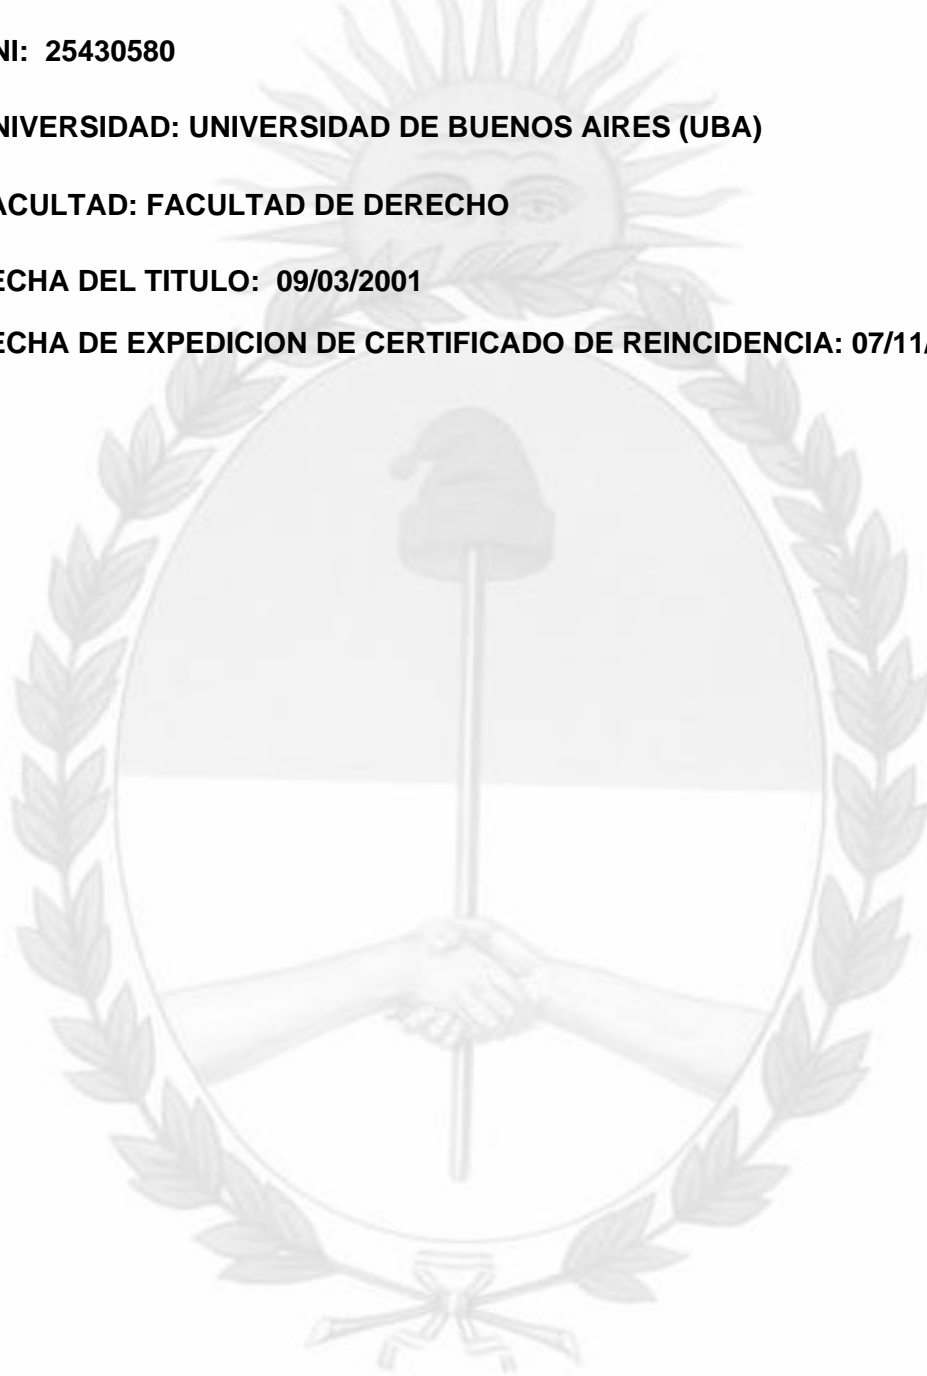 NI: 25430580
NIVERSIDAD: UNIVERSIDAD DE BUENOS AIRES (UBA)
ACULTAD: FACULTAD DE DERECHO
ECHA DEL TITULO: 09/03/2001
ECHA DE EXPEDICION DE CERTIFICADO DE REINCIDENCIA: 07/11/